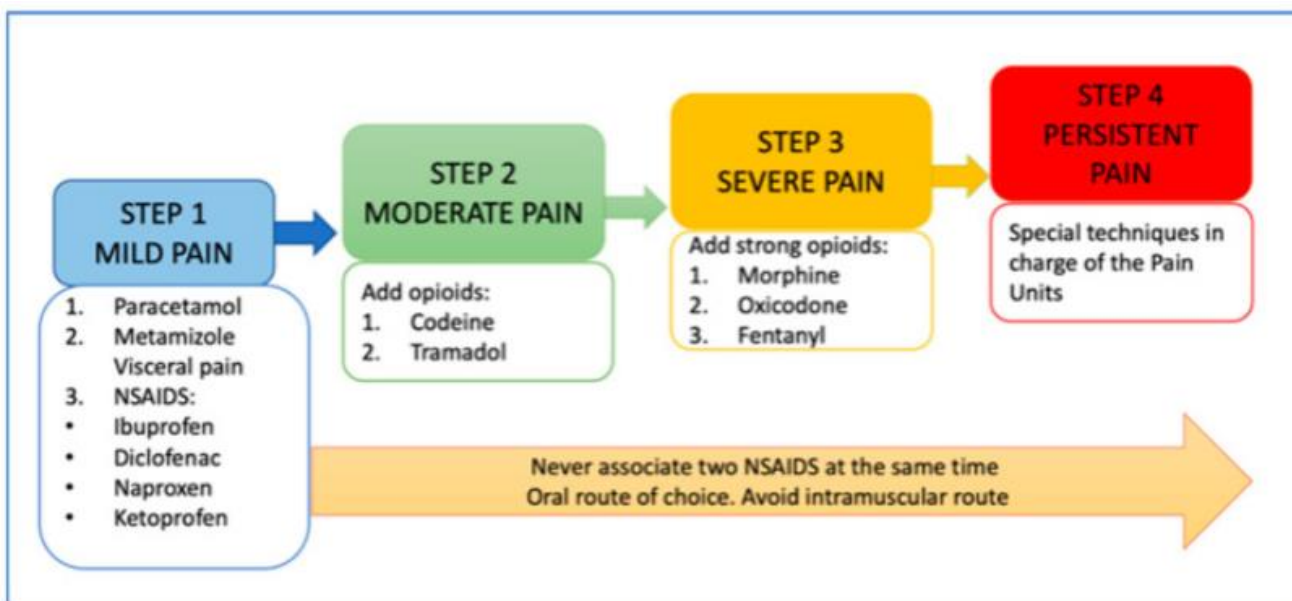 STEP 1
MILD PAIN
1. Paracetamol
2. Metamizole
Visceral pain
3. NSAIDS:
• Ibuprofen
• Diclofenac
• Naproxen
• Ketoprofen
STEP 2
MODERATE PAIN
Add opioids:
1. Codeine
2. Tramadol
STEP 3
SEVERE PAIN
Add strong opioids:
1. Morphine
2. Oxicodone
3. Fentanyl
STEP 4
PERSISTENT
PAIN
Special techniques in
charge of the Pain
Units
Never associate two NSAIDS at the same time
Oral route of choice. Avoid intramuscular route